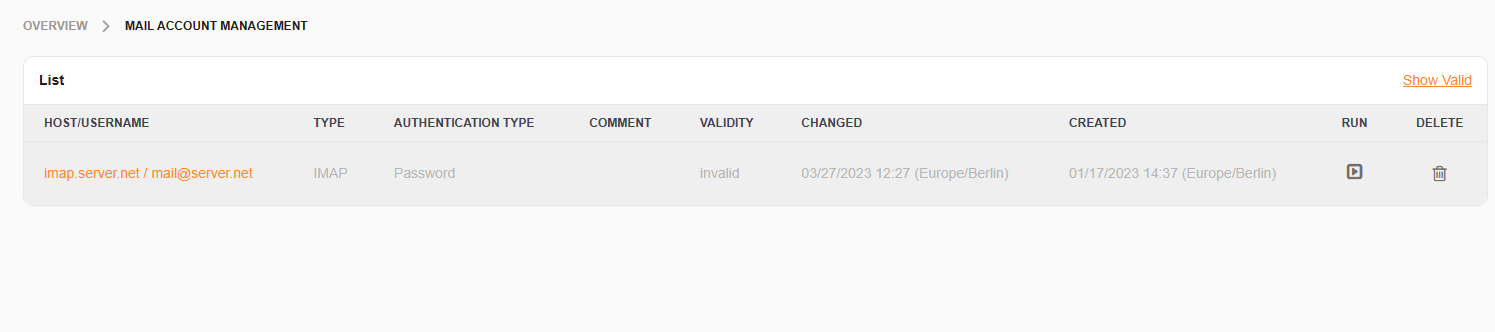 OVERVIEW > MAIL ACCOUNT MANAGEMENT
List Show Valid
HOST/USERNAME TYPE AUTHENTICATION TYPE COMMENT VALIDITY CHANGED CREATED RUN DELETE
imap.server.net / mail@server.net IMAP Password invalid 03/27/2023 12:27 (Europe/Berlin) 01/17/2023 14:37 (Europe/Berlin)